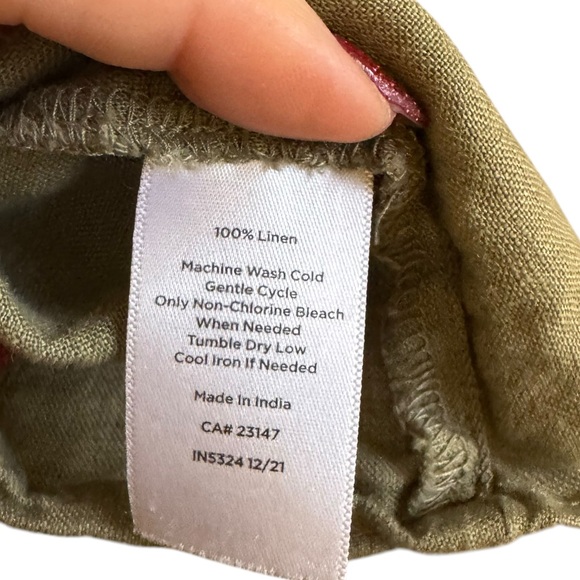 100% Linen
Machine Wash Cold
Gentle Cycle
Only Non-Chlorine Bleach
When Needed
Tumble Dry Low
Cool Iron If Needed
Made In India
CA# 23147
IN5324 12/21